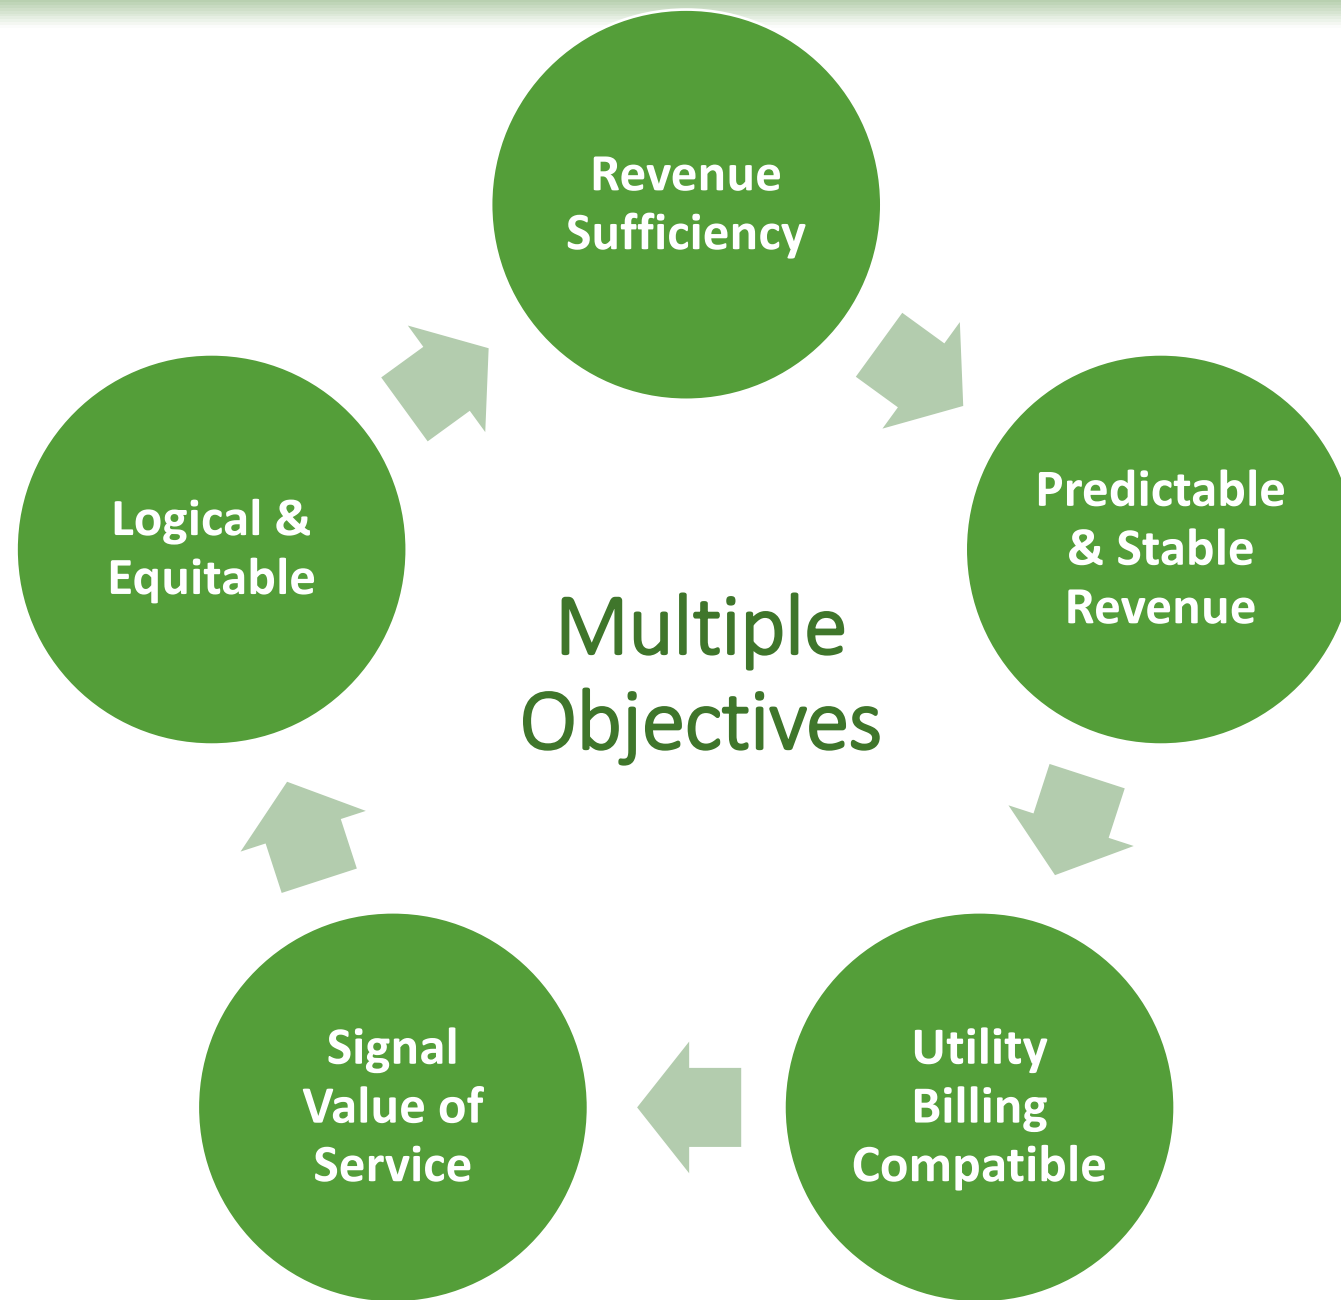 Revenue
Sufficiency
Predictable
& Stable
Revenue
Utility
Billing
Compatible
Signal
Value of
Service
Logical &
Equitable
Multiple
Objectives